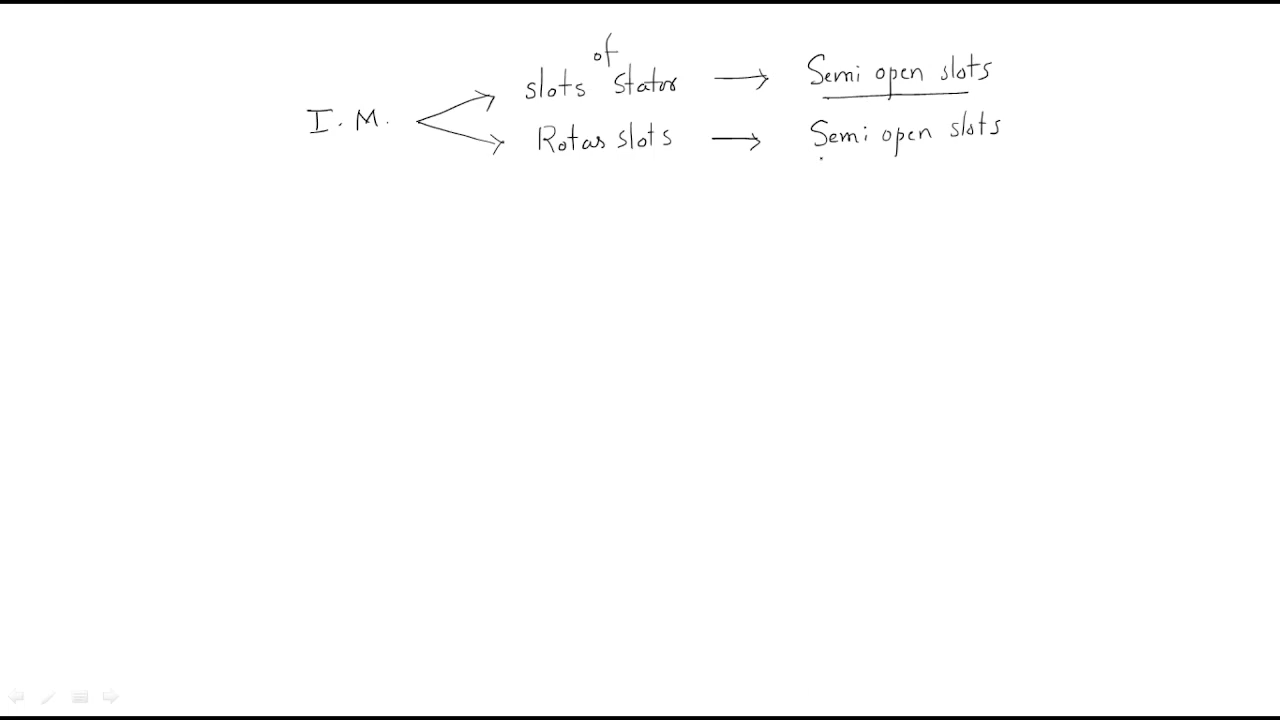 slots of stator → Semi open slots
I.M.
Rotor slots → Semi open slots